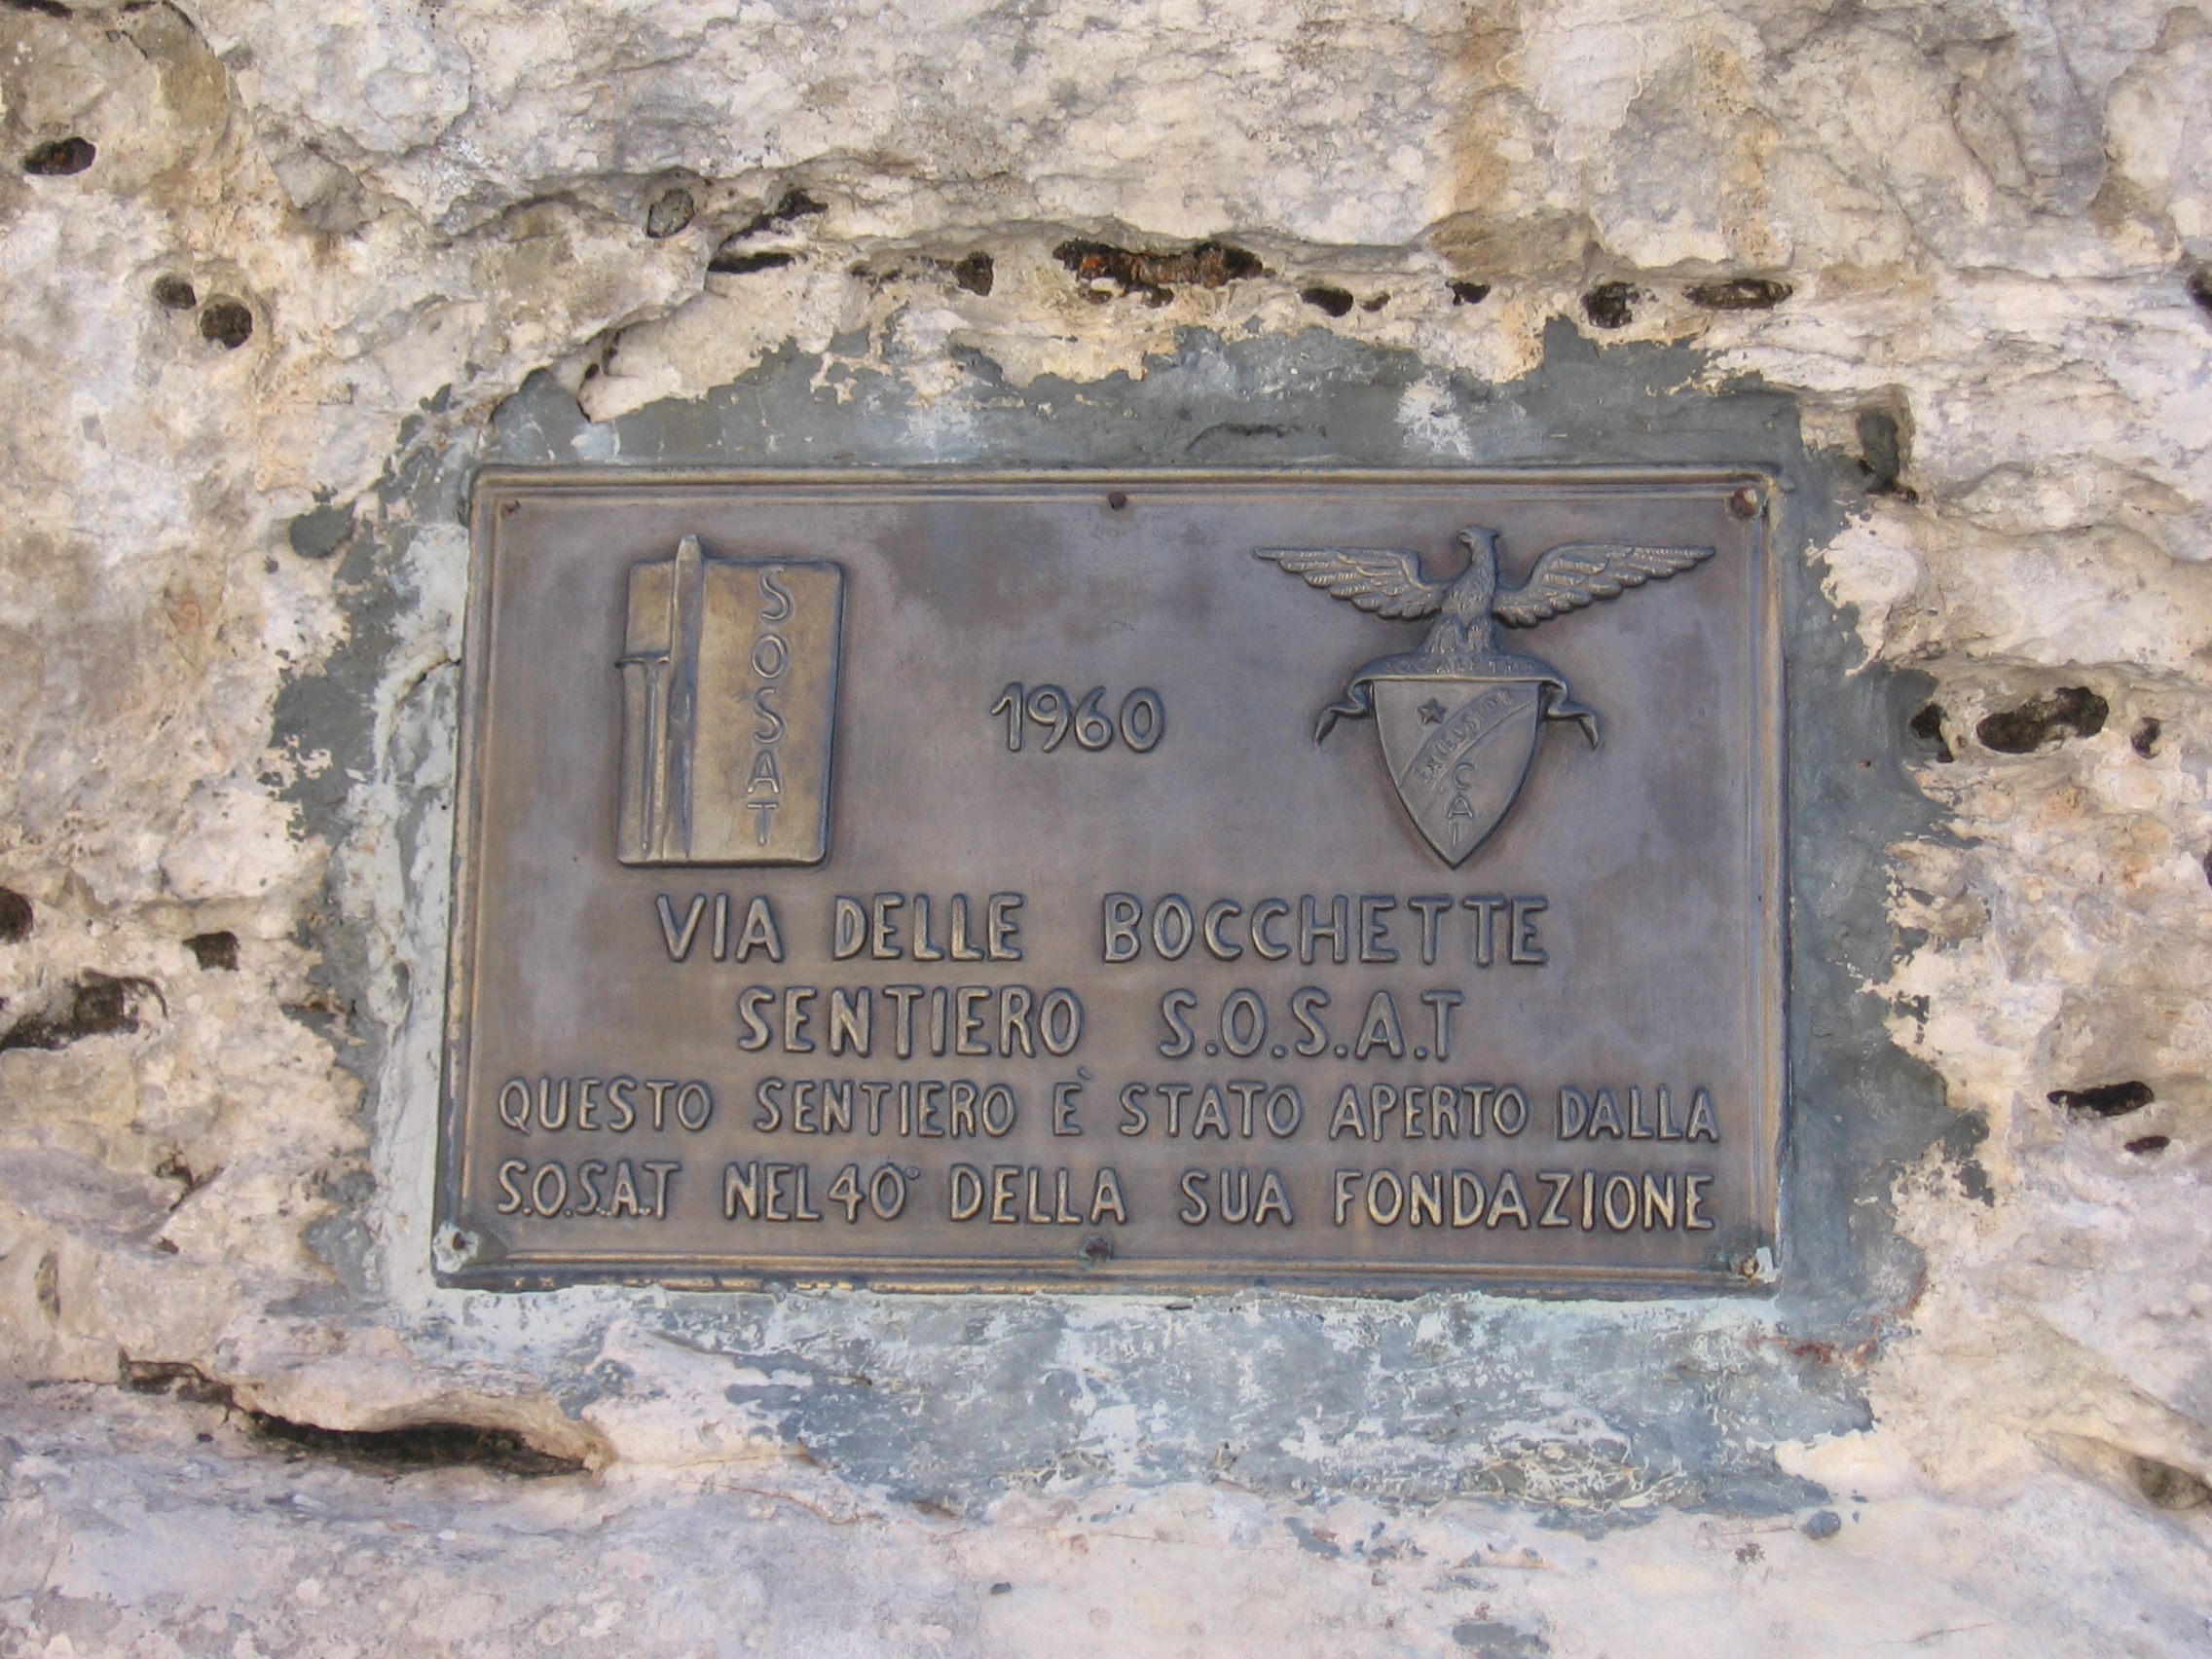 SOSAT
1960
EXCELSIOR
CAI
VIA DELLE BOCCHETTE
SENTIERO S.O.S.A.T
QUESTO SENTIERO È STATO APERTO DALLA
S.O.S.A.T NEL 40° DELLA SUA FONDAZIONE